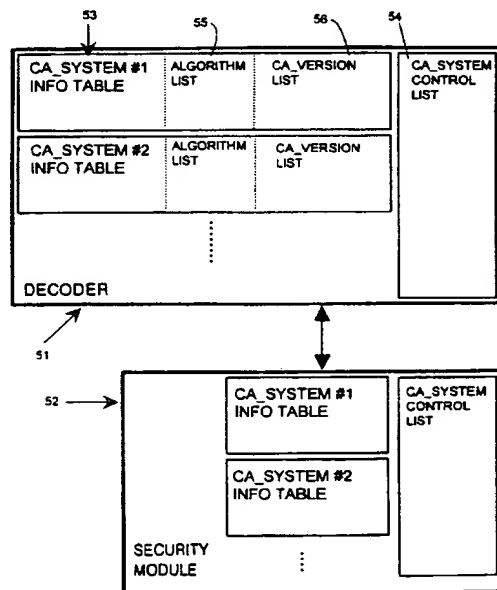 53
55
56
54
CA_SYSTEM #1
INFO TABLE
ALGORITHM
LIST
CA_VERSION
LIST
CA_SYSTEM
CONTROL
LIST
CA_SYSTEM #2
INFO TABLE
ALGORITHM
LIST
CA_VERSION
LIST
DECODER
51
52
CA_SYSTEM #1
INFO TABLE
CA_SYSTEM
CONTROL
LIST
CA_SYSTEM #2
INFO TABLE
SECURITY
MODULE